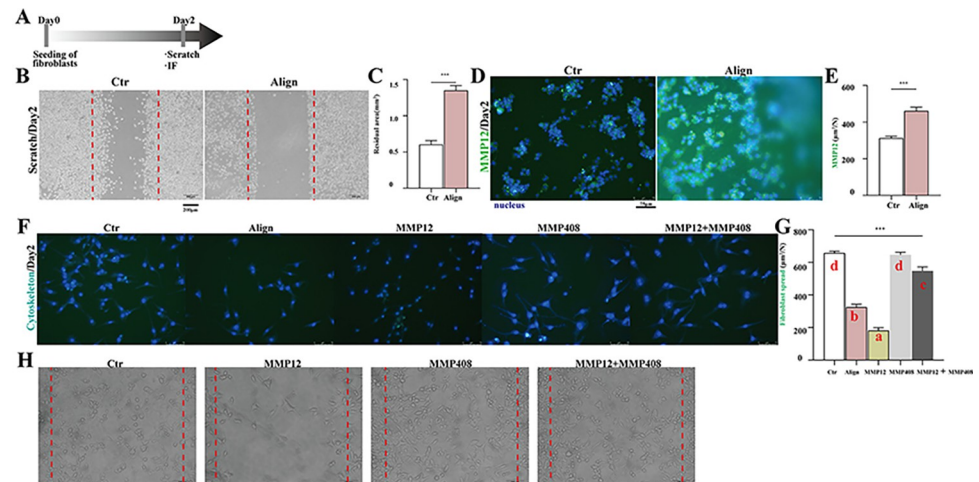 A
Day0
Day2
Seeding of
fibroblasts
·Scratch
·IF
B
Ctr
Align
Scratch/Day2
200μm
C
***
Residual area(mm²)
1.5
1.0
0.5
0
Ctr Align
D
Ctr
Align
MMP12/Day2
nucleus
E
***
MMP12 (μm²/N)
600
400
200
0
Ctr Align
F
Ctr
Align
MMP12
MMP408
MMP12+MMP408
Cytoskeleton/Day2
G
***
Fibroblast spread (μm²/N)
800
600
400
200
0
d
b
a
d
c
Ctr Align MMP12 MMP408 MMP12 + MMP408
H
Ctr
MMP12
MMP408
MMP12+MMP408